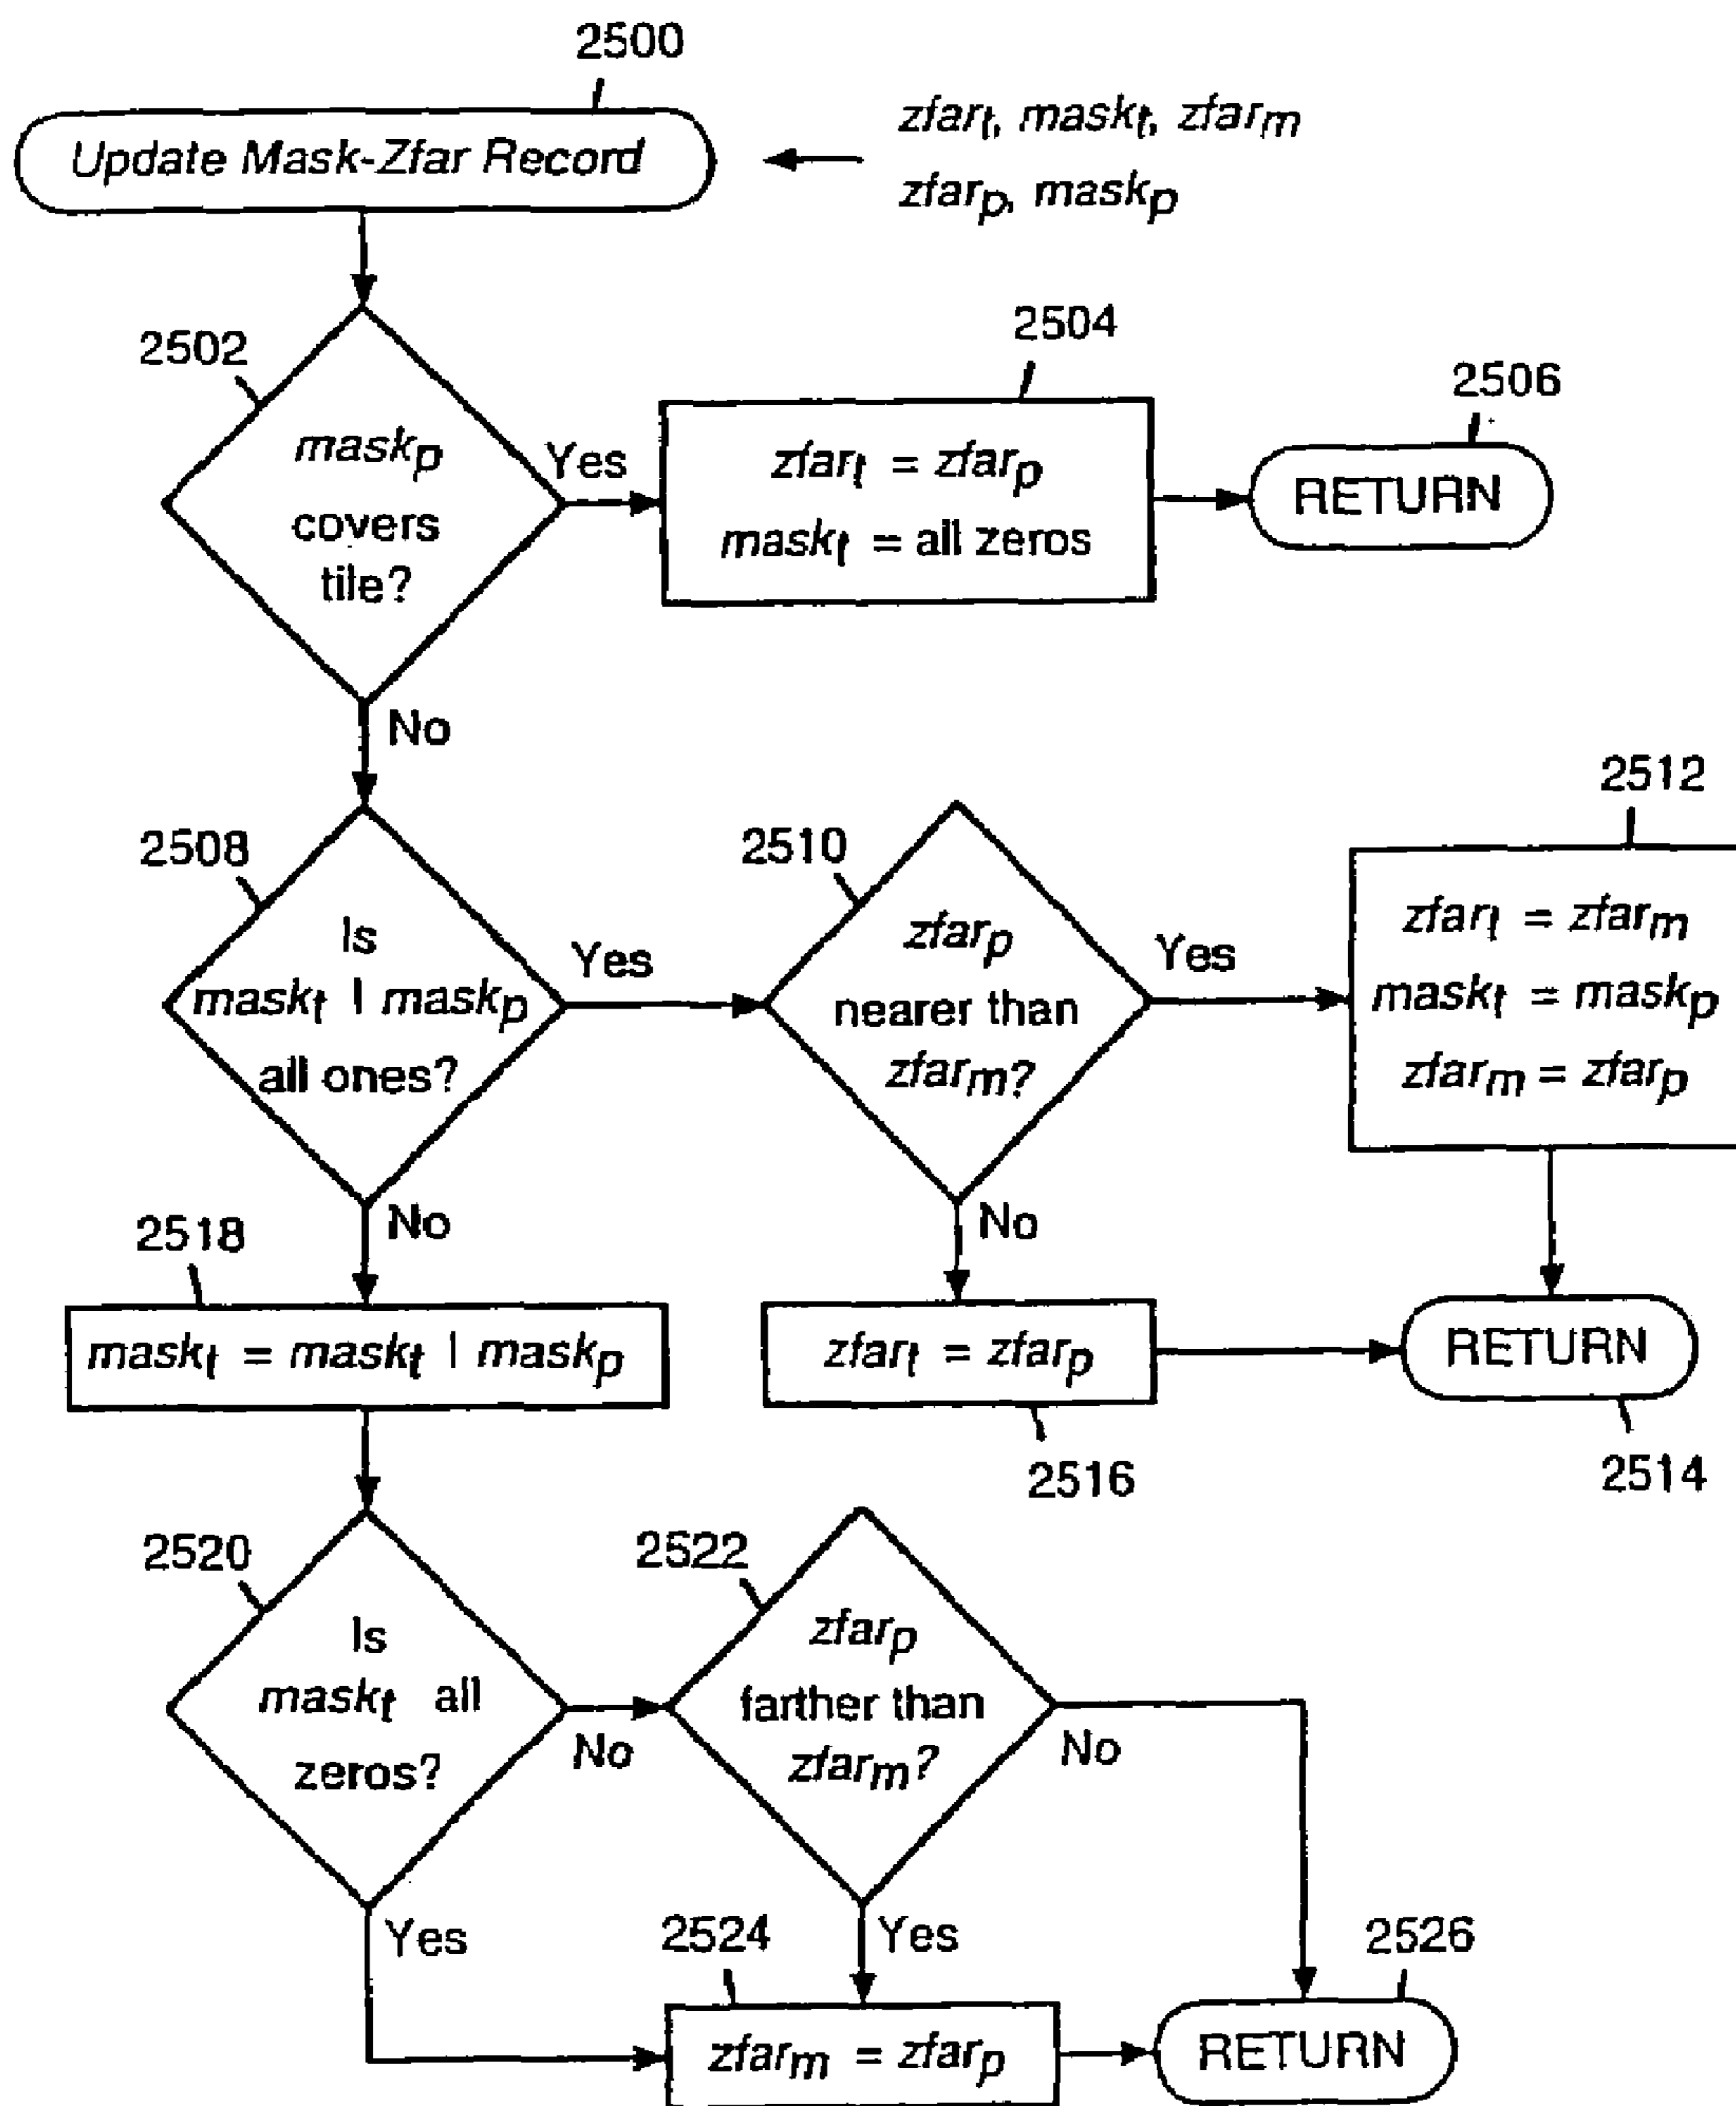 2500
Update Mask-Zfar Record
zfart, maskt, zfarm
zfarp, maskp
2502
maskp
covers
tile?
Yes
2504
zfart = zfarp
maskt = all zeros
2506
RETURN
No
2508
Is
maskt | maskp
all ones?
Yes
2510
zfarp
nearer than
zfarm?
Yes
2512
zfart = zfarm
maskt = maskp
zfarm = zfarp
No
No
2518
maskt = maskt | maskp
zfart = zfarp
2516
RETURN
2514
2520
Is
maskt all
zeros?
No
2522
zfarp
farther than
zfarm?
No
Yes
Yes
2524
zfarm = zfarp
2526
RETURN